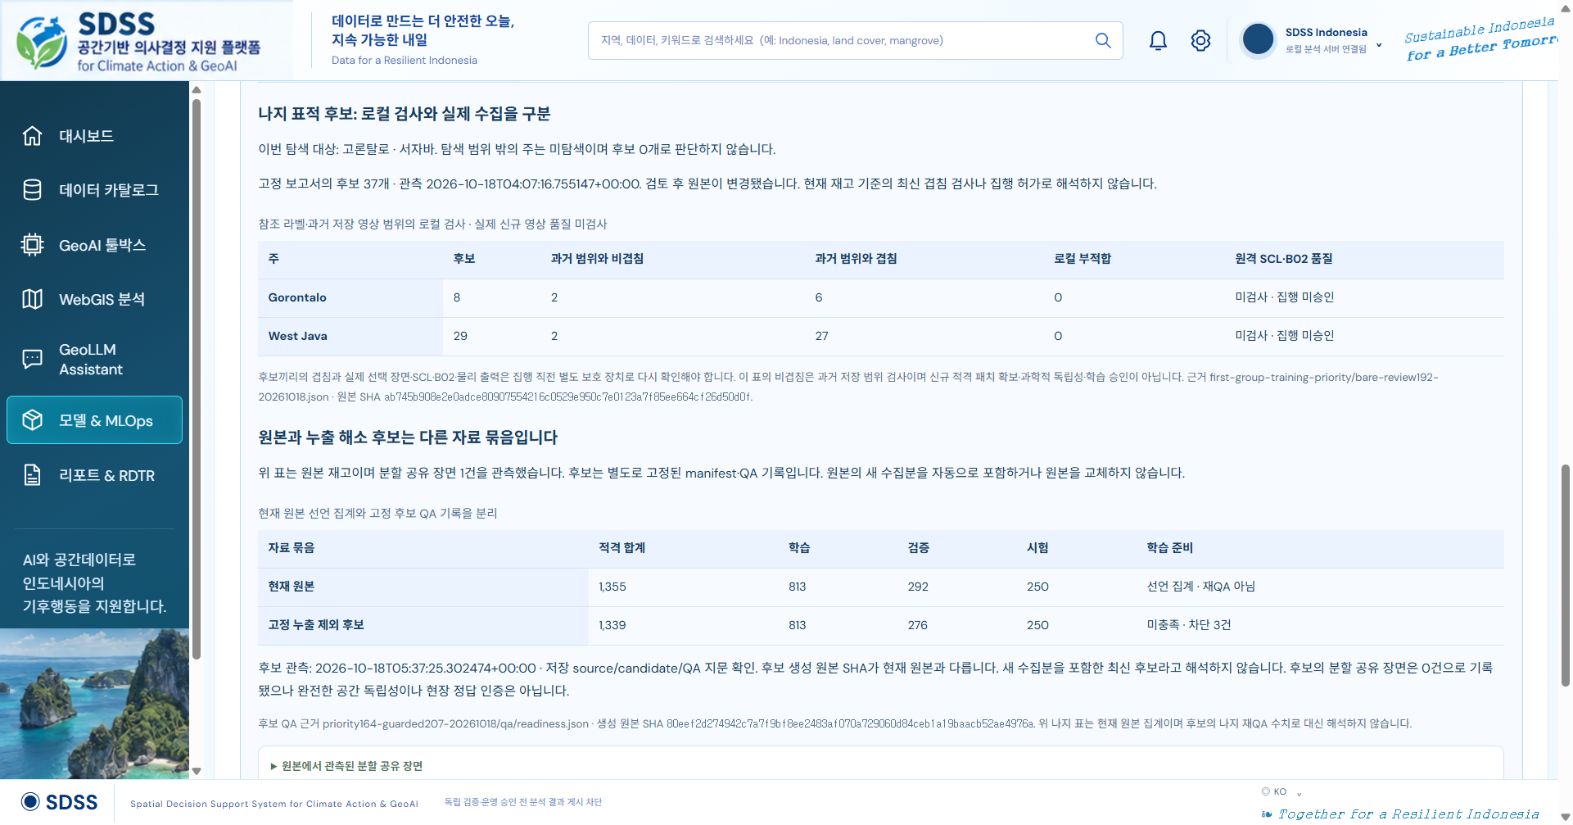 SDSS
공간기반 의사결정 지원 플랫폼
for Climate Action & GeoAI
데이터로 만드는 더 안전한 오늘,
지속 가능한 내일
Data for a Resilient Indonesia
지역, 데이터, 키워드로 검색하세요 (예: Indonesia, land cover, mangrove)
SDSS Indonesia
로컬 분석 서버 연결됨
Sustainable Indonesia
for a Better Tomorr
대시보드
데이터 카탈로그
GeoAI 툴박스
WebGIS 분석
GeoLLM
Assistant
모델 & MLOps
리포트 & RDTR
AI와 공간데이터로
인도네시아의
기후행동을 지원합니다.
나지 표적 후보: 로컬 검사와 실제 수집을 구분
이번 탐색 대상: 고론탈로 · 서자바. 탐색 범위 밖의 주는 미탐색이며 후보 0개로 판단하지 않습니다.
고정 보고서의 후보 37개 · 관측 2026-10-18T04:07:16.755147+00:00. 검토 후 원본이 변경됐습니다. 현재 재고 기준의 최신 겹침 검사나 집행 허가로 해석하지 않습니다.
참조 라벨·과거 저장 영상 범위의 로컬 검사 · 실제 신규 영상 품질 미검사
주 후보 과거 범위와 비겹침 과거 범위와 겹침 로컬 부적합 원격 SCL·B02 품질
Gorontalo 8 2 6 0 미검사 · 집행 미승인
West Java 29 2 27 0 미검사 · 집행 미승인
후보끼리의 겹침과 실제 선택 장면·SCL·B02·물리 출력은 집행 직전 별도 보호 장치로 다시 확인해야 합니다. 이 표의 비겹침은 과거 저장 범위 검사이며 신규 적격 패치 확보·과학적 독립성·학습 승인이 아닙니다. 근거 first-group-training-priority/bare-review192-
20261018.json · 원본 SHA ab745b908e2e0adce80907554216c0529e950c7e0123a7f85ee664cf26d50d0f.
원본과 누출 해소 후보는 다른 자료 묶음입니다
위 표는 원본 재고이며 분할 공유 장면 1건을 관측했습니다. 후보는 별도로 고정된 manifest·QA 기록입니다. 원본의 새 수집분을 자동으로 포함하거나 원본을 교체하지 않습니다.
현재 원본 선언 집계와 고정 후보 QA 기록을 분리
자료 묶음 적격 합계 학습 검증 시험 학습 준비
현재 원본 1,355 813 292 250 선언 집계 · 재QA 아님
고정 누출 제외 후보 1,339 813 276 250 미충족 · 차단 3건
후보 관측: 2026-10-18T05:37:25.302474+00:00 · 저장 source/candidate/QA 지문 확인. 후보 생성 원본 SHA가 현재 원본과 다릅니다. 새 수집분을 포함한 최신 후보라고 해석하지 않습니다. 후보의 분할 공유 장면은 0건으로 기록
됐으나 완전한 공간 독립성이나 현장 정답 인증은 아닙니다.
후보 QA 근거 priority164-guarded207-20261018/qa/readiness.json · 생성 원본 SHA 80eef2d274942c7a7f9bf8ee2483af070a729060d84ceb1a19baacb52ae4976a. 위 나지 표는 현재 원본 집계이며 후보의 나지 재QA 수치로 대신 해석하지 않습니다.
▶ 원본에서 관측된 분할 공유 장면
SDSS
Spatial Decision Support System for Climate Action & GeoAI
독립 검증·운영 승인 전 분석 결과 게시 차단
KO
Together for a Resilient Indonesia